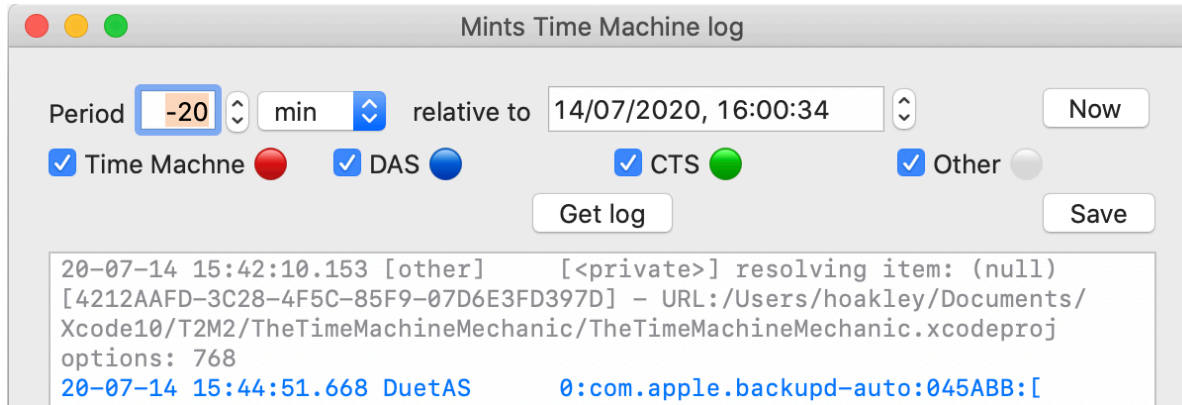 Mints Time Machine log
Period -20 min relative to 14/07/2020, 16:00:34 Now
Time Machne DAS CTS Other
Get log Save
20-07-14 15:42:10.153 [other] [<private>] resolving item: (null)
[4212AAFD-3C28-4F5C-85F9-07D6E3FD397D] - URL:/Users/hoakley/Documents/
Xcode10/T2M2/TheTimeMachineMechanic/TheTimeMachineMechanic.xcodeproj
options: 768
20-07-14 15:44:51.668 DuetAS 0:com.apple.backupd-auto:045ABB:[